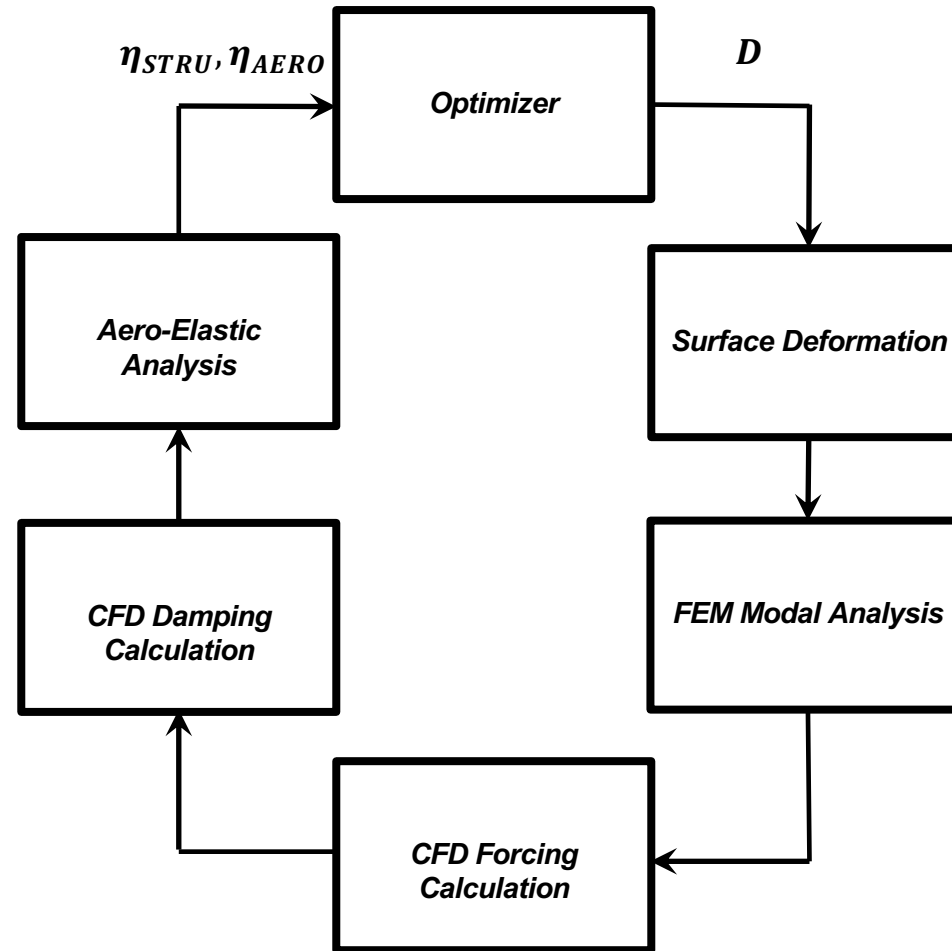 η_STRU, η_AERO
Optimizer
D
Aero-Elastic
Analysis
Surface Deformation
CFD Damping
Calculation
FEM Modal Analysis
CFD Forcing
Calculation